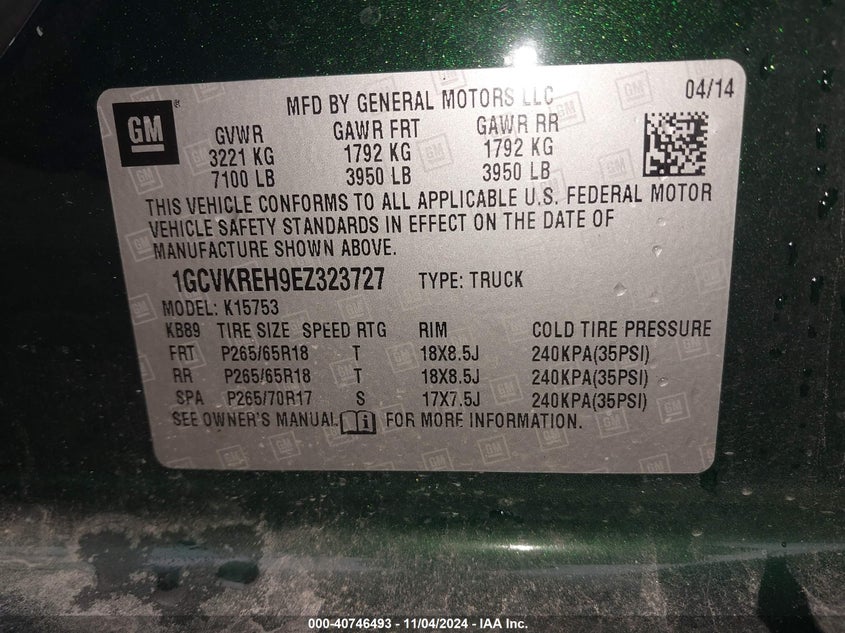 GM
MFD BY GENERAL MOTORS LLC 04/14
GVWR GAWR FRT GAWR RR
3221 KG 1792 KG 1792 KG
7100 LB 3950 LB 3950 LB
THIS VEHICLE CONFORMS TO ALL APPLICABLE U.S. FEDERAL MOTOR
VEHICLE SAFETY STANDARDS IN EFFECT ON THE DATE OF
MANUFACTURE SHOWN ABOVE.
1GCVKREH9EZ323727 TYPE: TRUCK
MODEL: K15753
KB89 TIRE SIZE SPEED RTG RIM COLD TIRE PRESSURE
FRT P265/65R18 T 18X8.5J 240KPA(35PSI)
RR P265/65R18 T 18X8.5J 240KPA(35PSI)
SPA P265/70R17 S 17X7.5J 240KPA(35PSI)
SEE OWNER'S MANUAL FOR MORE INFORMATION.
000-40746493 - 11/04/2024 - IAA Inc.